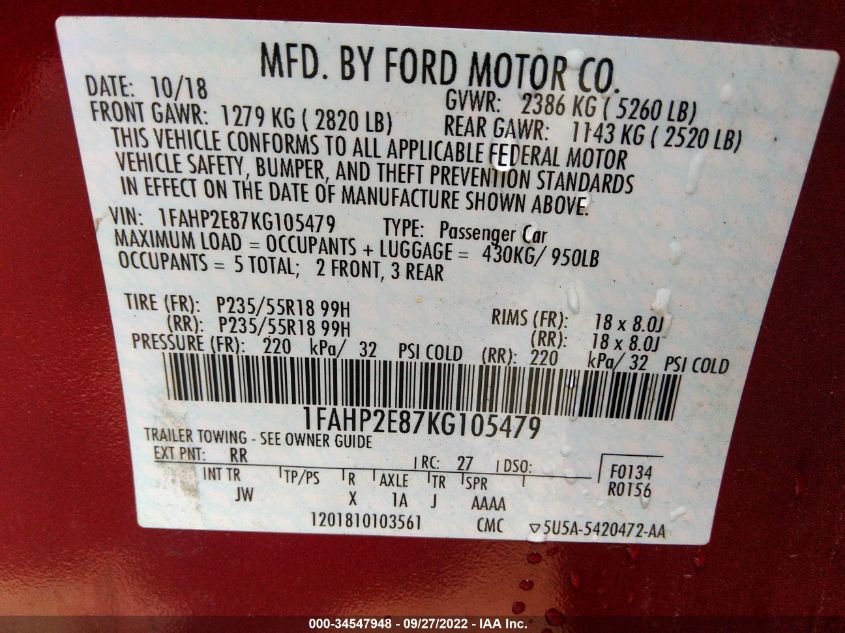 MFD. BY FORD MOTOR CO.
DATE: 10/18 GVWR: 2386 KG ( 5260 LB)
FRONT GAWR: 1279 KG ( 2820 LB) REAR GAWR: 1143 KG ( 2520 LB)
THIS VEHICLE CONFORMS TO ALL APPLICABLE FEDERAL MOTOR
VEHICLE SAFETY, BUMPER, AND THEFT PREVENTION STANDARDS
IN EFFECT ON THE DATE OF MANUFACTURE SHOWN ABOVE.
VIN: 1FAHP2E87KG105479 TYPE: Passenger Car
MAXIMUM LOAD = OCCUPANTS + LUGGAGE = 430KG/ 950LB
OCCUPANTS = 5 TOTAL; 2 FRONT, 3 REAR
TIRE (FR): P235/55R18 99H RIMS (FR): 18 x 8.0J
(RR): P235/55R18 99H (RR): 18 x 8.0J
PRESSURE (FR): 220 kPa/ 32 PSI COLD (RR): 220 kPa/ 32 PSI COLD
1FAHP2E87KG105479
TRAILER TOWING - SEE OWNER GUIDE
EXT PNT: RR RC: 27 DSO: F0134
INT TR TP/PS R AXLE TR SPR R0156
JW X 1A J AAAA
1201810103561 CMC ▽5U5A-5420472-AA
000-34547948 - 09/27/2022 - IAA Inc.